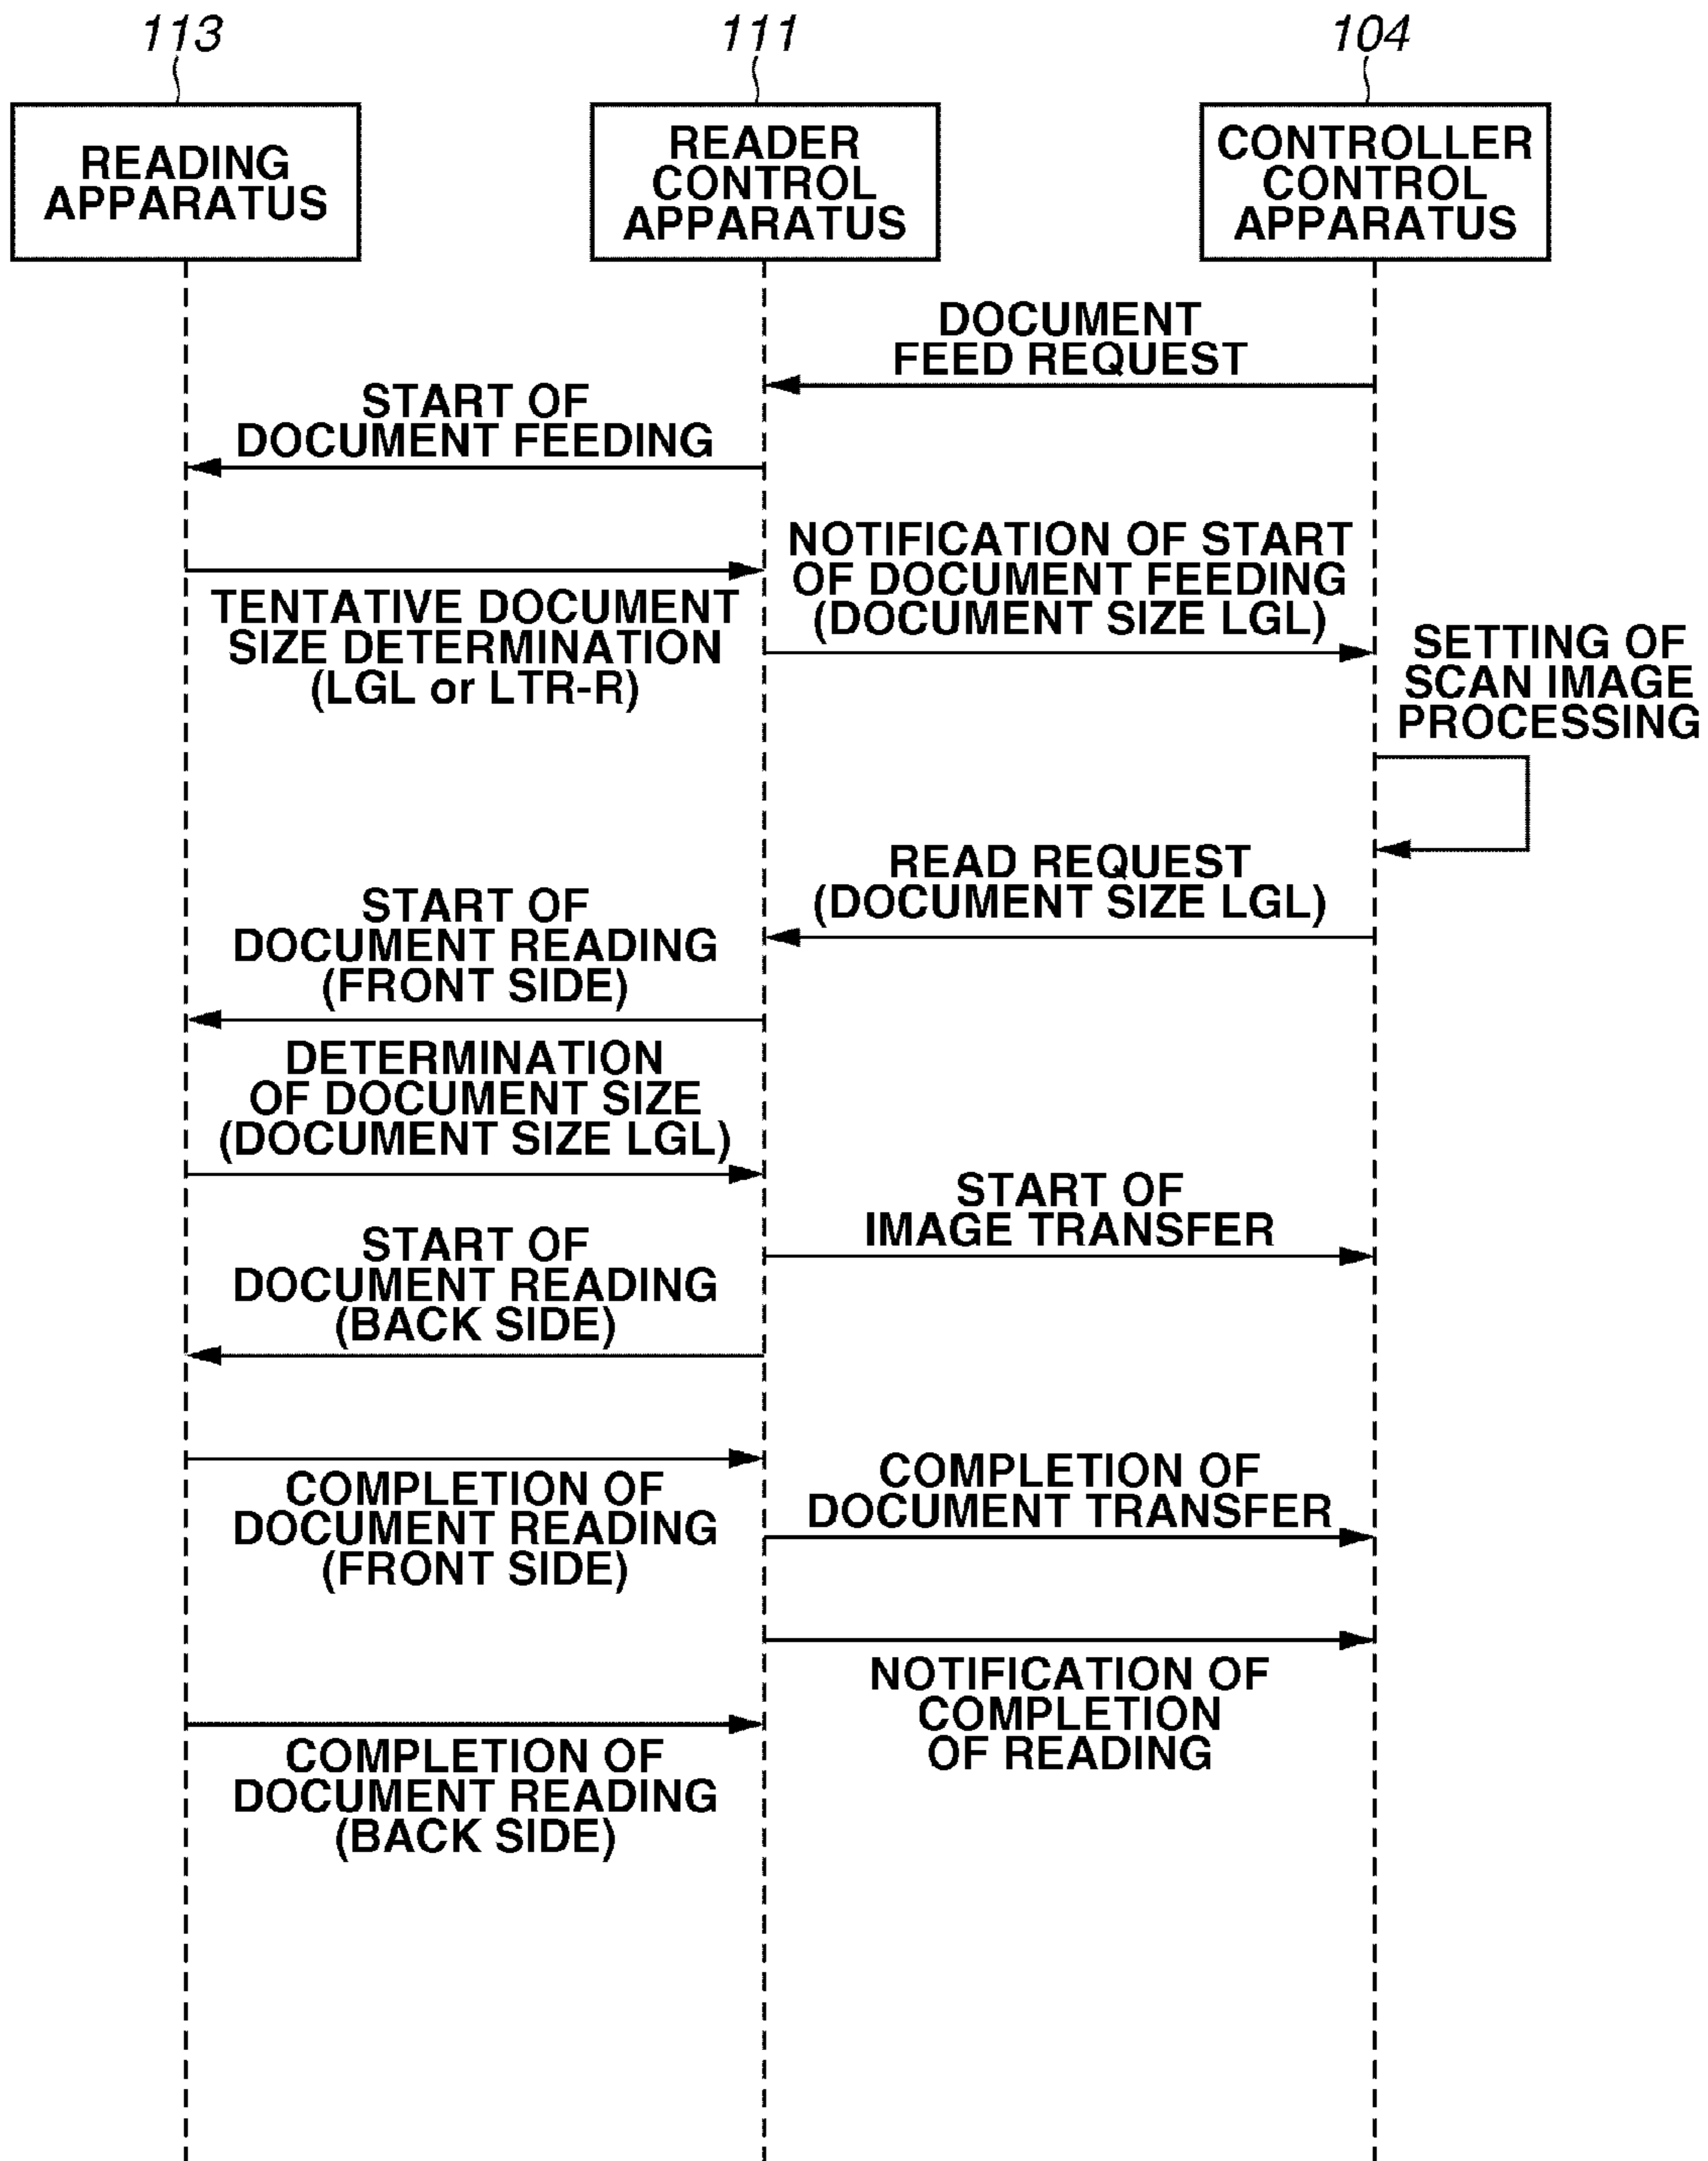 113
111
104
READING
APPARATUS
READER
CONTROL
APPARATUS
CONTROLLER
CONTROL
APPARATUS
DOCUMENT
FEED REQUEST
START OF
DOCUMENT FEEDING
NOTIFICATION OF START
OF DOCUMENT FEEDING
(DOCUMENT SIZE LGL)
TENTATIVE DOCUMENT
SIZE DETERMINATION
(LGL or LTR-R)
SETTING OF
SCAN IMAGE
PROCESSING
READ REQUEST
(DOCUMENT SIZE LGL)
START OF
DOCUMENT READING
(FRONT SIDE)
DETERMINATION
OF DOCUMENT SIZE
(DOCUMENT SIZE LGL)
START OF
IMAGE TRANSFER
START OF
DOCUMENT READING
(BACK SIDE)
COMPLETION OF
DOCUMENT READING
(FRONT SIDE)
COMPLETION OF
DOCUMENT TRANSFER
NOTIFICATION OF
COMPLETION
OF READING
COMPLETION OF
DOCUMENT READING
(BACK SIDE)